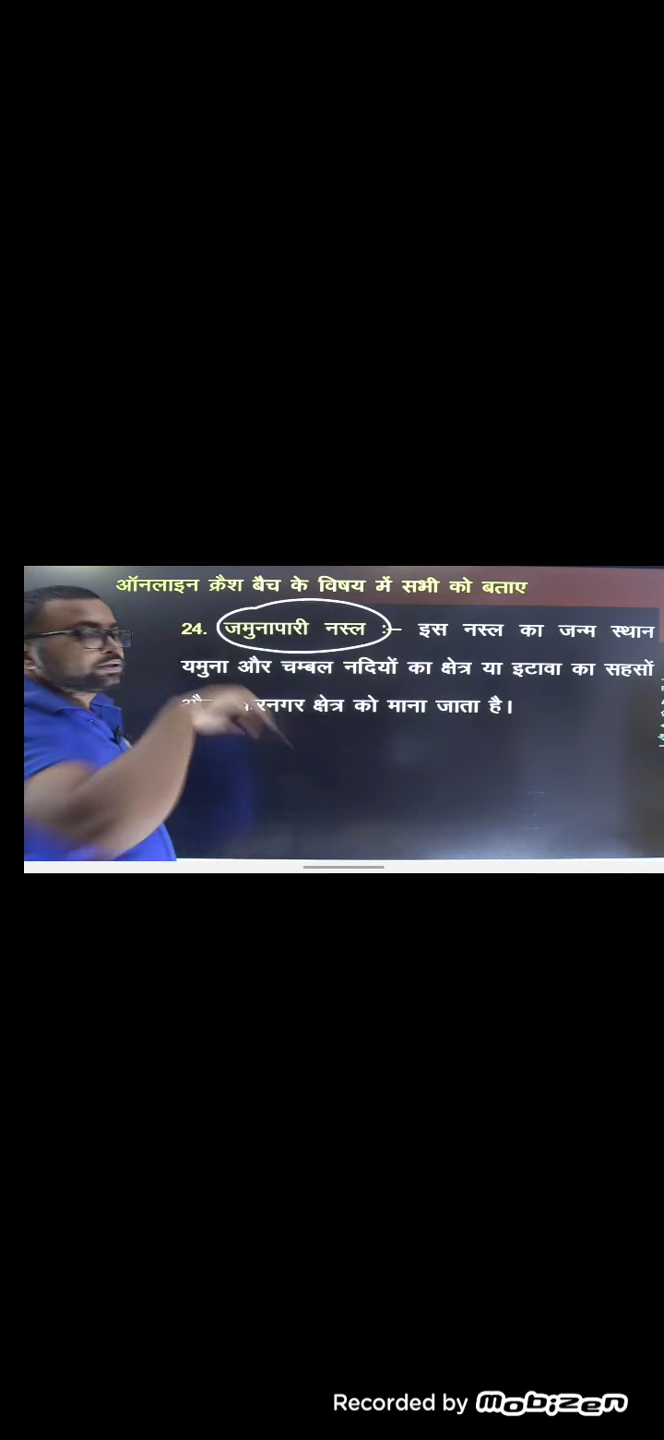 ऑनलाइन क्रैश बैच के विषय में सभी को बताए
24. जमुनापारी नस्ल :– इस नस्ल का जन्म स्थान
यमुना और चम्बल नदियों का क्षेत्र या इटावा का सहसों
क्षेत्र को माना जाता है।
Recorded by Mobizen